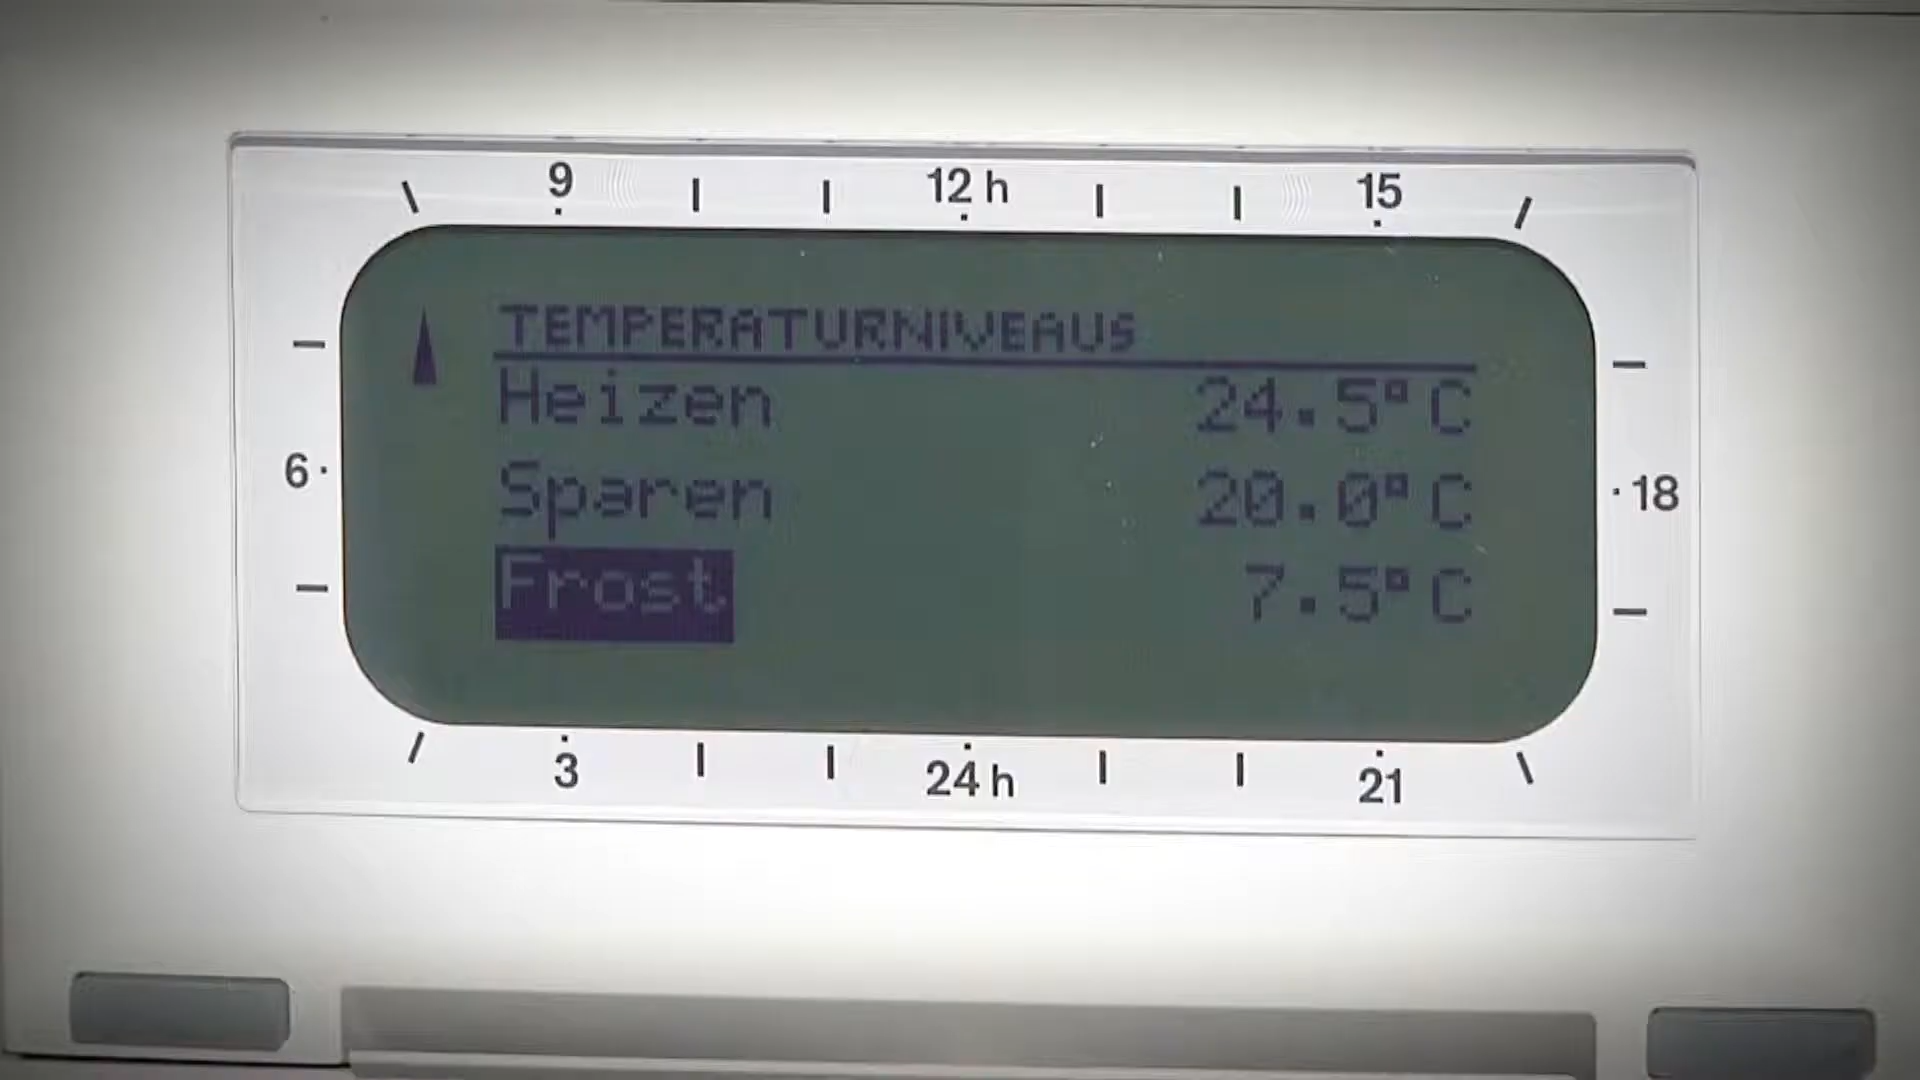 9 12 h 15
TEMPERATURNIVEAUS
Heizen 24.5°C
6 Sparen 20.0°C 18
Frost 7.5°C
3 24 h 21